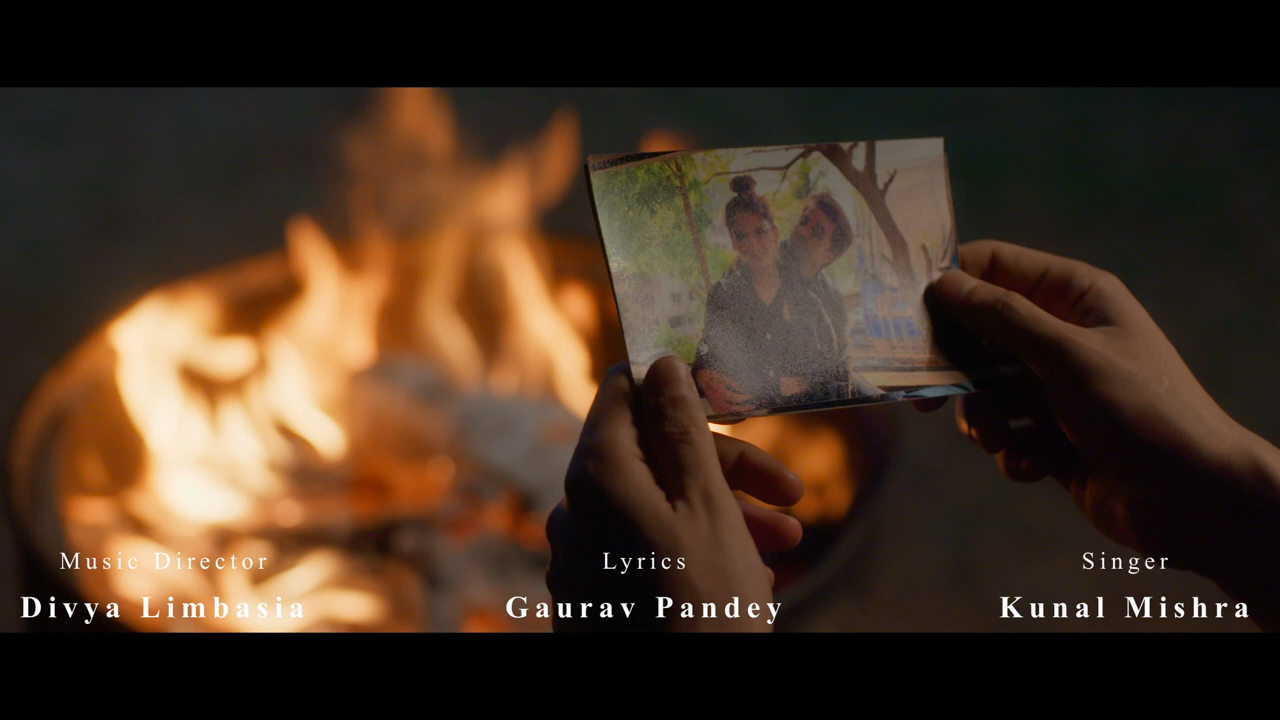 Music Director
Divya Limbasia
Lyrics
Gaurav Pandey
Singer
Kunal Mishra